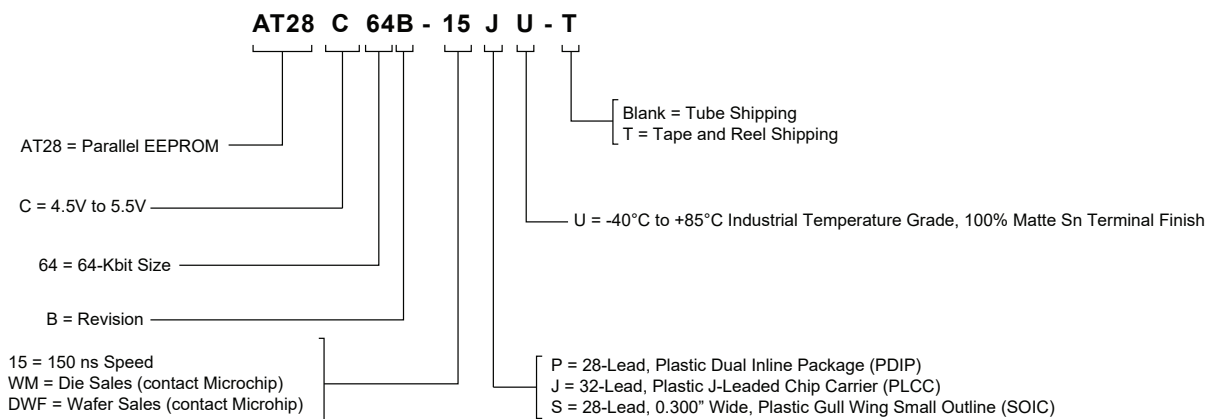 AT28 C 64B - 15 J U - T
Blank = Tube Shipping
T = Tape and Reel Shipping
AT28 = Parallel EEPROM
C = 4.5V to 5.5V
U = -40°C to +85°C Industrial Temperature Grade, 100% Matte Sn Terminal Finish
64 = 64-Kbit Size
B = Revision
15 = 150 ns Speed
WM = Die Sales (contact Microchip)
DWF = Wafer Sales (contact Microhip)
P = 28-Lead, Plastic Dual Inline Package (PDIP)
J = 32-Lead, Plastic J-Leaded Chip Carrier (PLCC)
S = 28-Lead, 0.300" Wide, Plastic Gull Wing Small Outline (SOIC)